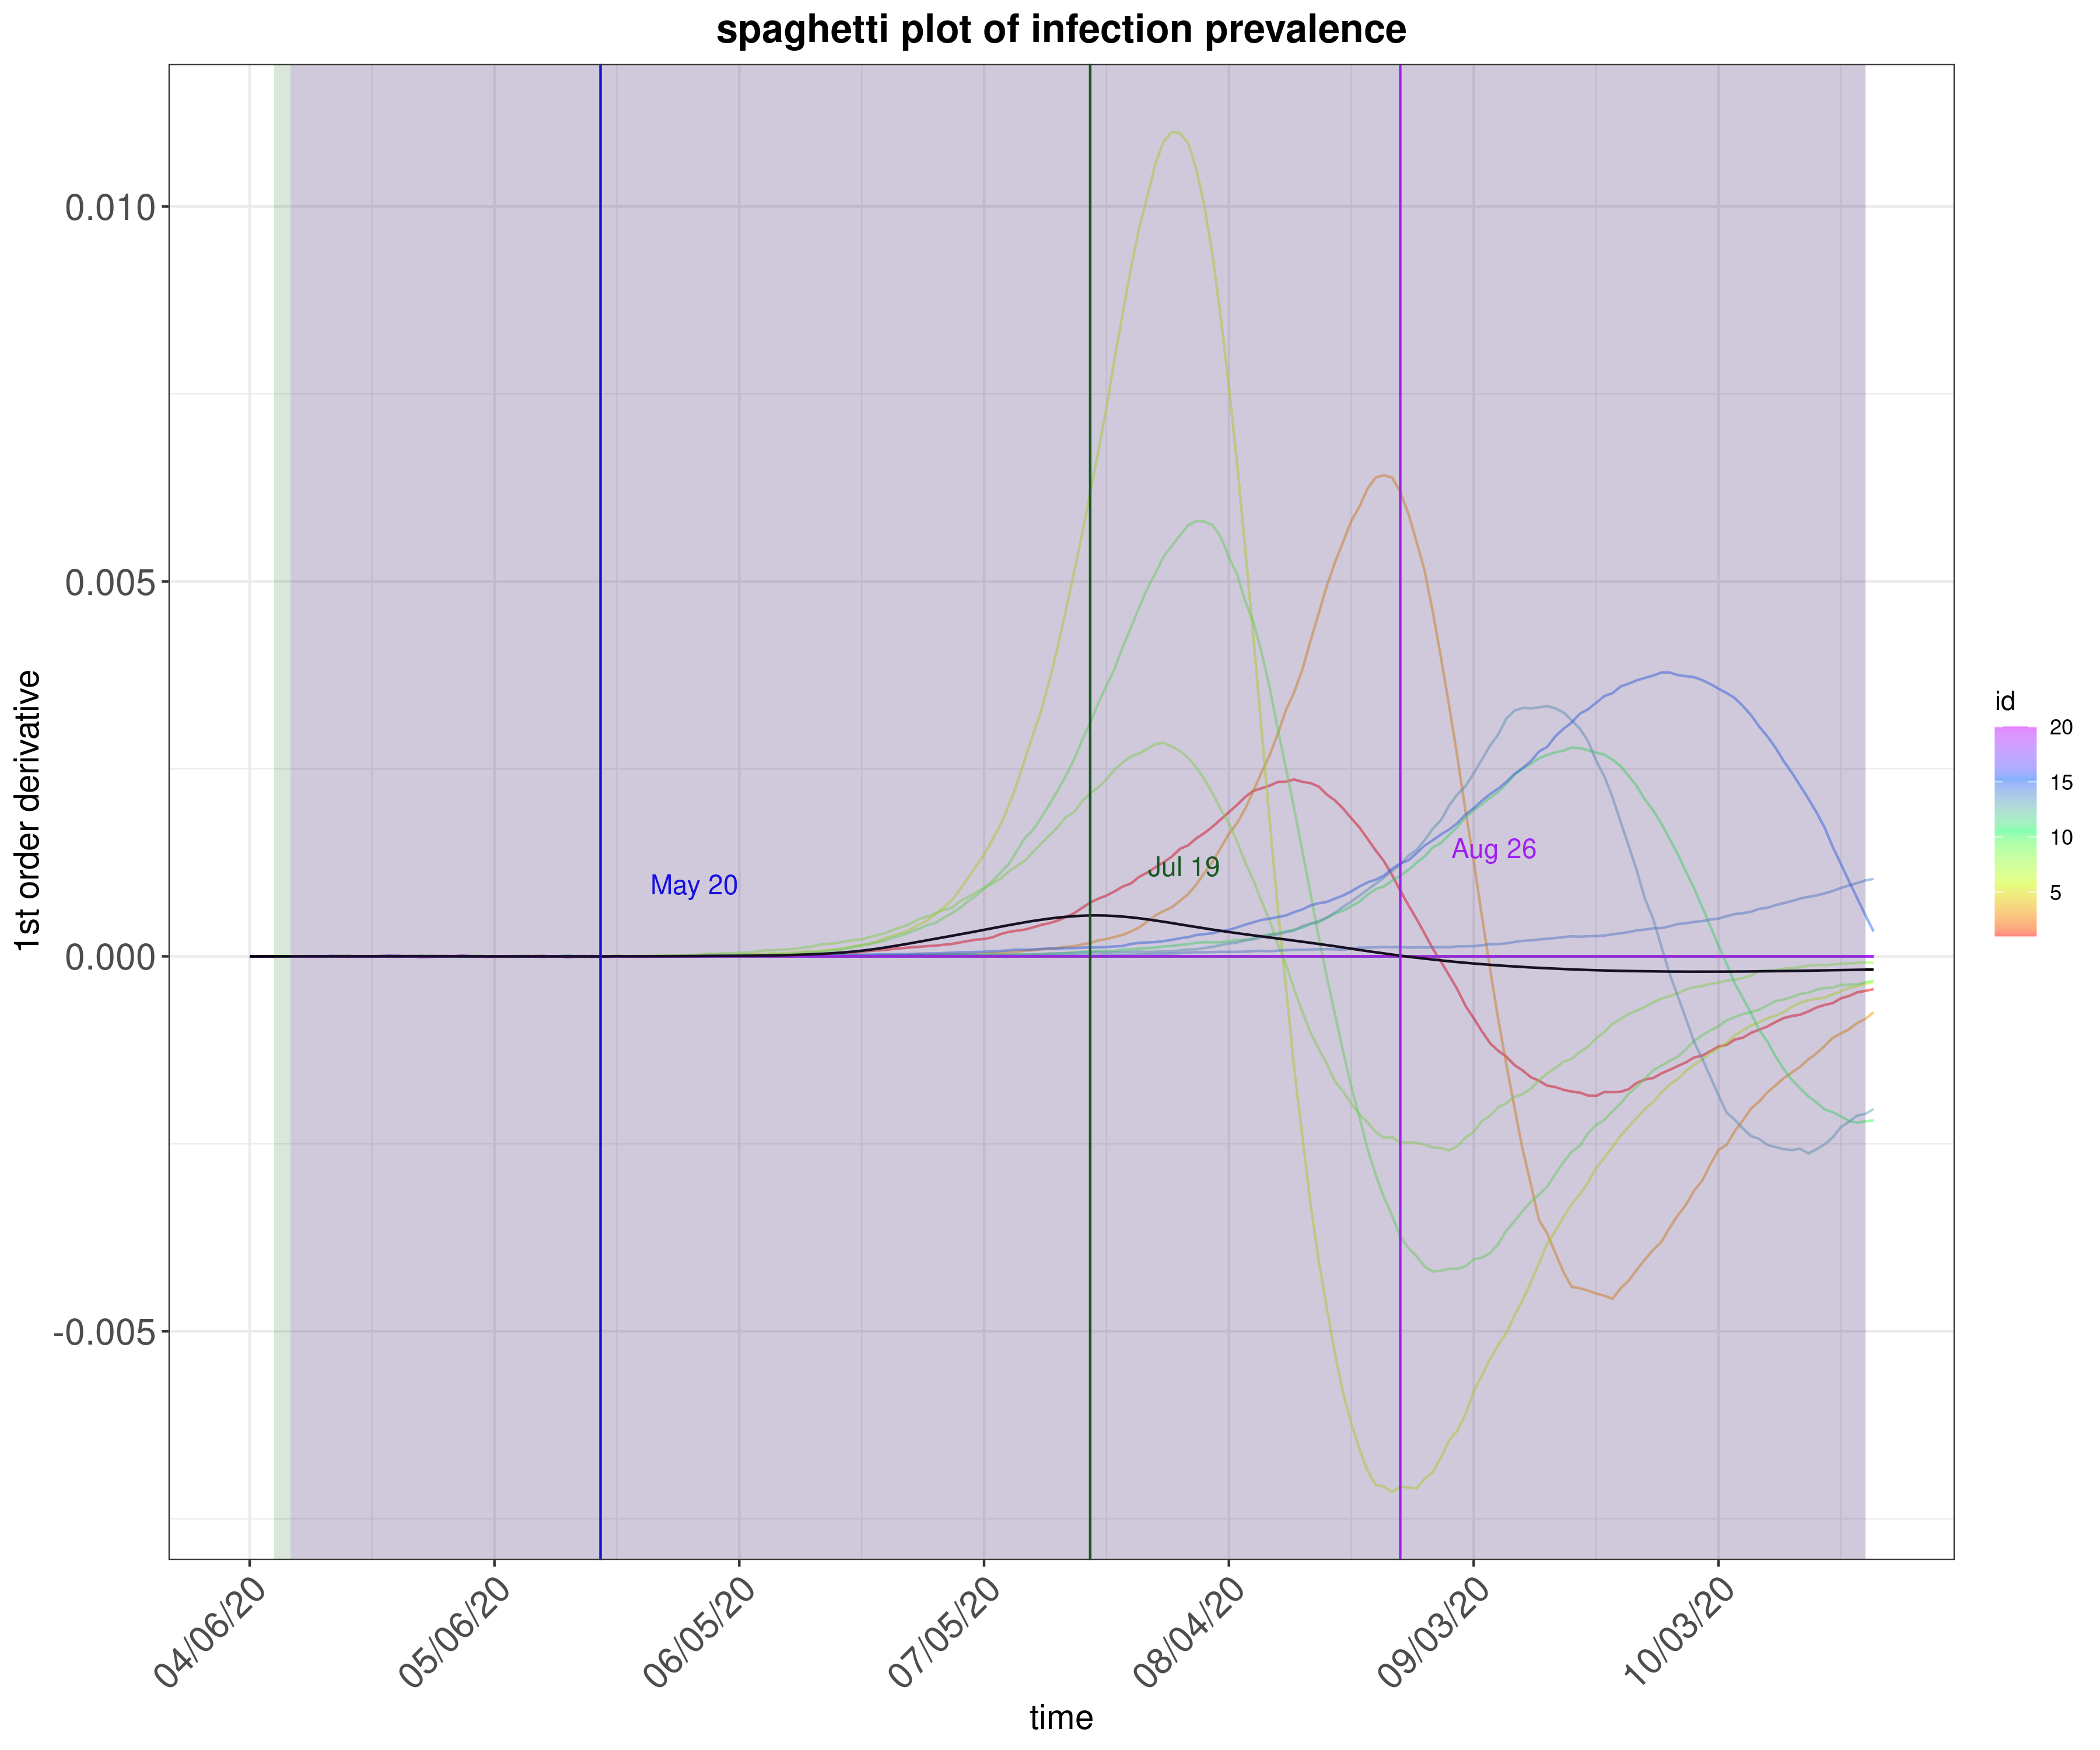 spaghetti plot of infection prevalence
1st order derivative
0.010
0.005
0.000
-0.005
May 20
Jul 19
Aug 26
id
20
15
10
5
04/06/20
05/06/20
06/05/20
07/05/20
08/04/20
09/03/20
10/03/20
time